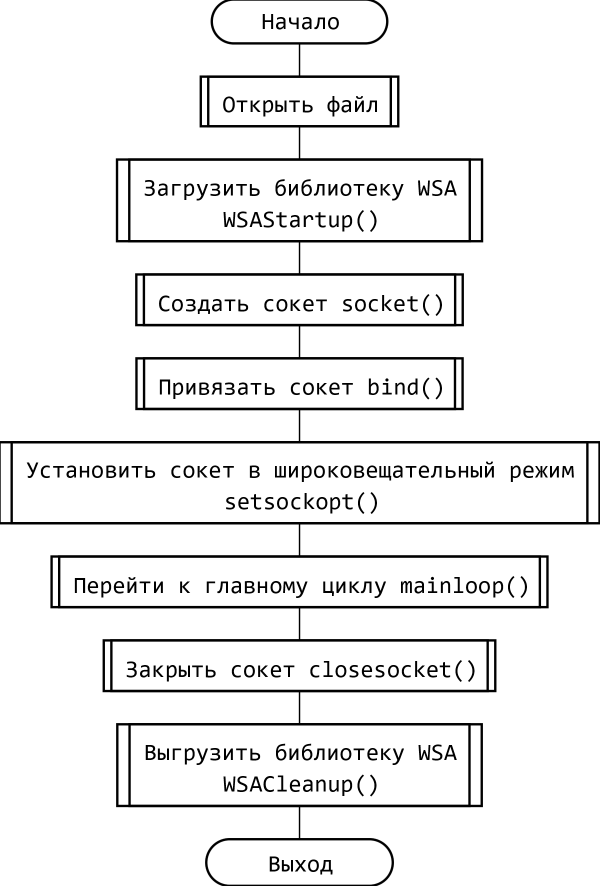 Начало
Открыть файл
Загрузить библиотеку WSA
WSAStartup()
Создать сокет socket()
Привязать сокет bind()
Установить сокет в широковещательный режим
setsockopt()
Перейти к главному циклу mainloop()
Закрыть сокет closesocket()
Выгрузить библиотеку WSA
WSACleanup()
Выход